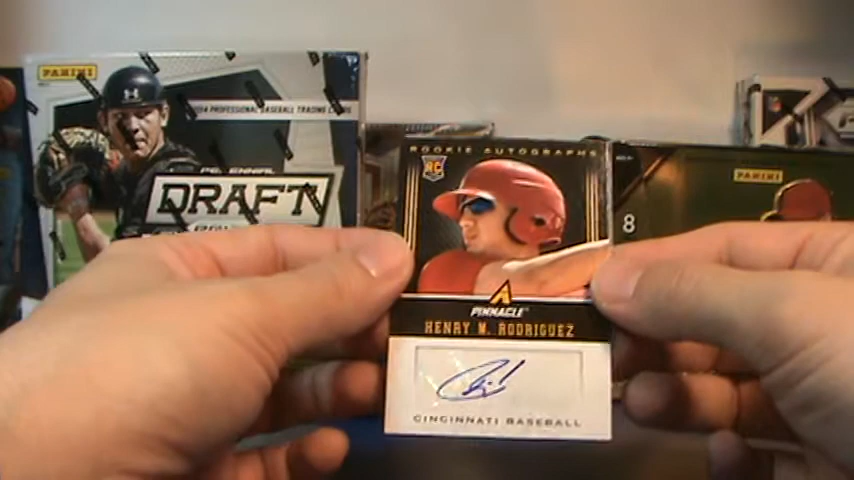 PANINI
2014 PROFESSIONAL BASEBALL TRADING CARDS
DRAFT
ROOKIE AUTOGRAPHS
RC
PINNACLE
HENRY M. RODRIGUEZ
CINCINNATI BASEBALL
PANINI
8